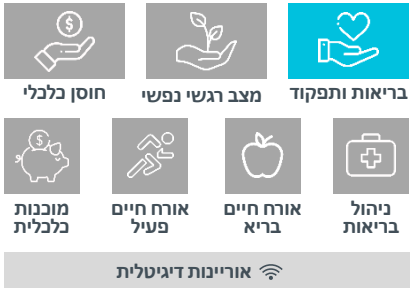 בריאות ותפקוד
מצב רגשי נפשי
חוסן כלכלי
ניהול
בריאות
אורח חיים
בריא
אורח חיים
פעיל
מוכנות
כלכלית
אוריינות דיגיטלית